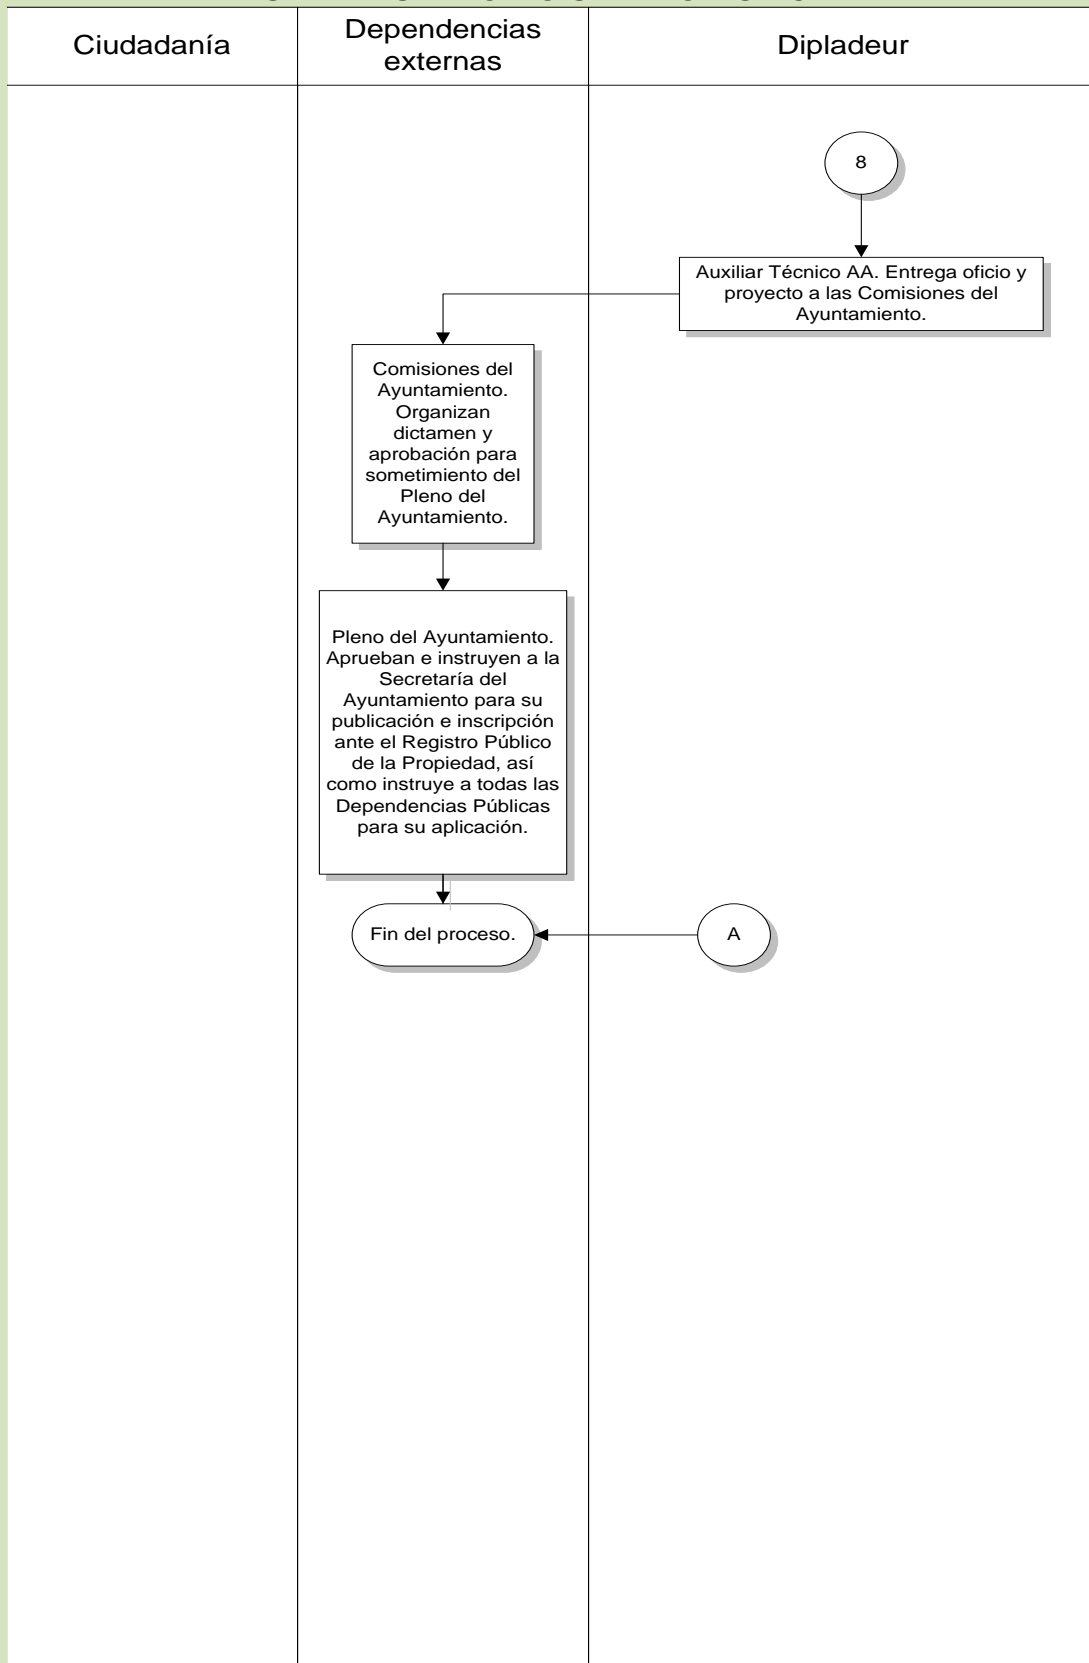 Ciudadanía
Dependencias
externas
Dipladeur
8
Auxiliar Técnico AA. Entrega oficio y
proyecto a las Comisiones del
Ayuntamiento.
Comisiones del
Ayuntamiento.
Organizan
dictamen y
aprobación para
sometimiento del
Pleno del
Ayuntamiento.
Pleno del Ayuntamiento.
Aprueban e instruyen a la
Secretaría del
Ayuntamiento para su
publicación e inscripción
ante el Registro Público
de la Propiedad, así
como instruye a todas las
Dependencias Públicas
para su aplicación.
Fin del proceso.
A